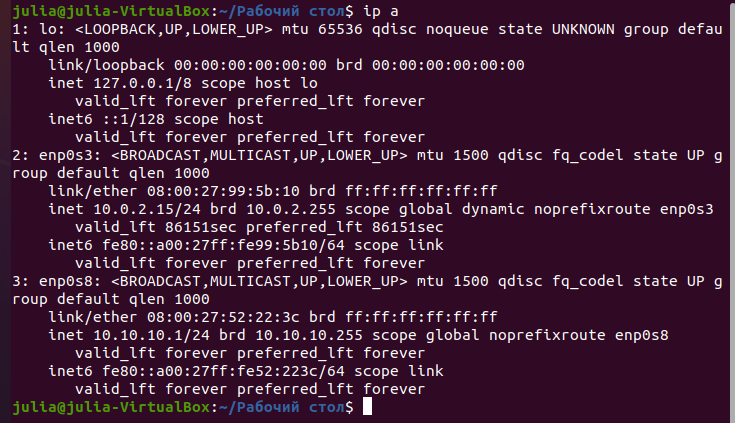 julia@julia-VirtualBox:~/Рабочий стол$ ip a
1: lo: <LOOPBACK,UP,LOWER_UP> mtu 65536 qdisc noqueue state UNKNOWN group defau
lt qlen 1000
    link/loopback 00:00:00:00:00:00 brd 00:00:00:00:00:00
    inet 127.0.0.1/8 scope host lo
       valid_lft forever preferred_lft forever
    inet6 ::1/128 scope host
       valid_lft forever preferred_lft forever
2: enp0s3: <BROADCAST,MULTICAST,UP,LOWER_UP> mtu 1500 qdisc fq_codel state UP g
roup default qlen 1000
    link/ether 08:00:27:99:5b:10 brd ff:ff:ff:ff:ff:ff
    inet 10.0.2.15/24 brd 10.0.2.255 scope global dynamic noprefixroute enp0s3
       valid_lft 86151sec preferred_lft 86151sec
    inet6 fe80::a00:27ff:fe99:5b10/64 scope link
       valid_lft forever preferred_lft forever
3: enp0s8: <BROADCAST,MULTICAST,UP,LOWER_UP> mtu 1500 qdisc fq_codel state UP g
roup default qlen 1000
    link/ether 08:00:27:52:22:3c brd ff:ff:ff:ff:ff:ff
    inet 10.10.10.1/24 brd 10.10.10.255 scope global noprefixroute enp0s8
       valid_lft forever preferred_lft forever
    inet6 fe80::a00:27ff:fe52:223c/64 scope link
       valid_lft forever preferred_lft forever
julia@julia-VirtualBox:~/Рабочий стол$